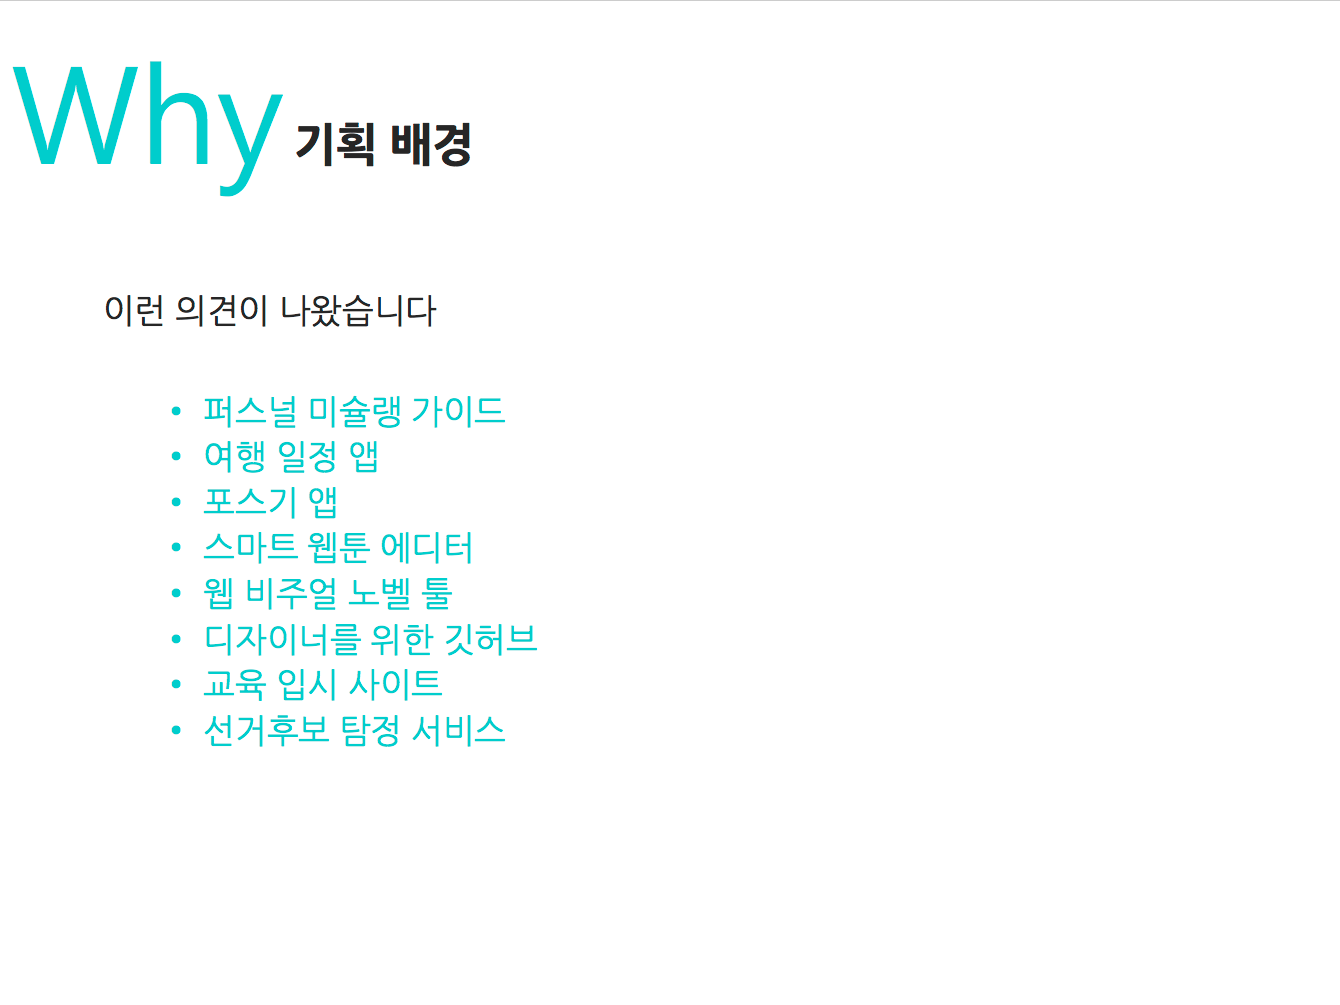 Why 기획 배경
이런 의견이 나왔습니다
• 퍼스널 미슐랭 가이드
• 여행 일정 앱
• 포스기 앱
• 스마트 웹툰 에디터
• 웹 비주얼 노벨 툴
• 디자이너를 위한 깃허브
• 교육 입시 사이트
• 선거후보 탐정 서비스